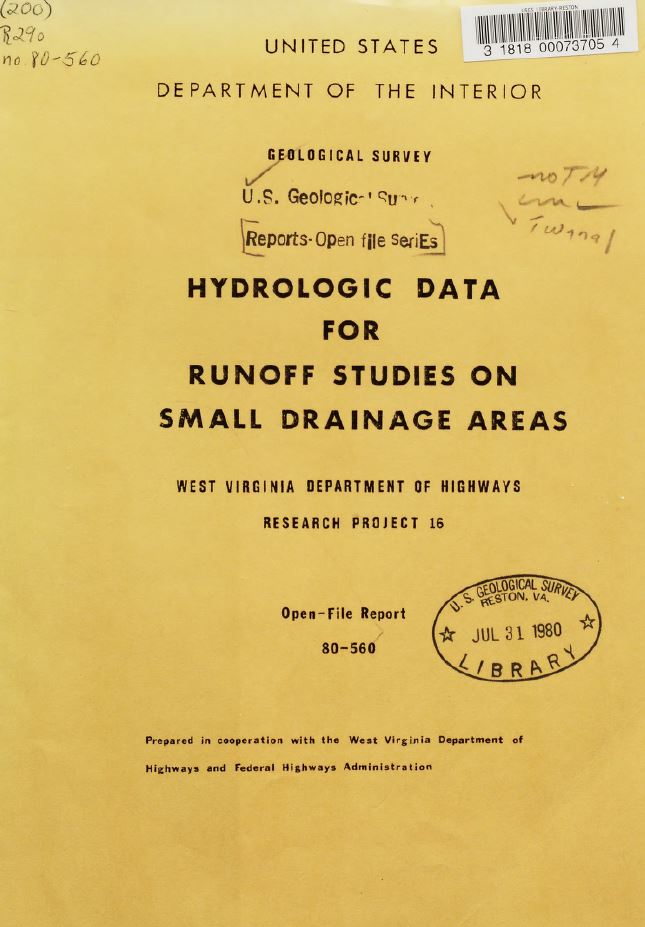 (200)
R290
no. 80-560
USGS LIBRARY-RESTON
3 1818 00073705 4
UNITED STATES
DEPARTMENT OF THE INTERIOR
GEOLOGICAL SURVEY
U.S. Geological
Reports-Open file SeriEs
HYDROLOGIC DATA
FOR
RUNOFF STUDIES ON
SMALL DRAINAGE AREAS
WEST VIRGINIA DEPARTMENT OF HIGHWAYS
RESEARCH PROJECT 16
Open-File Report
80-560
U. S. GEOLOGICAL SURVEY
RESTON, VA.
JUL 31 1980
LIBRARY
Prepared in cooperation with the West Virginia Department of
Highways and Federal Highways Administration